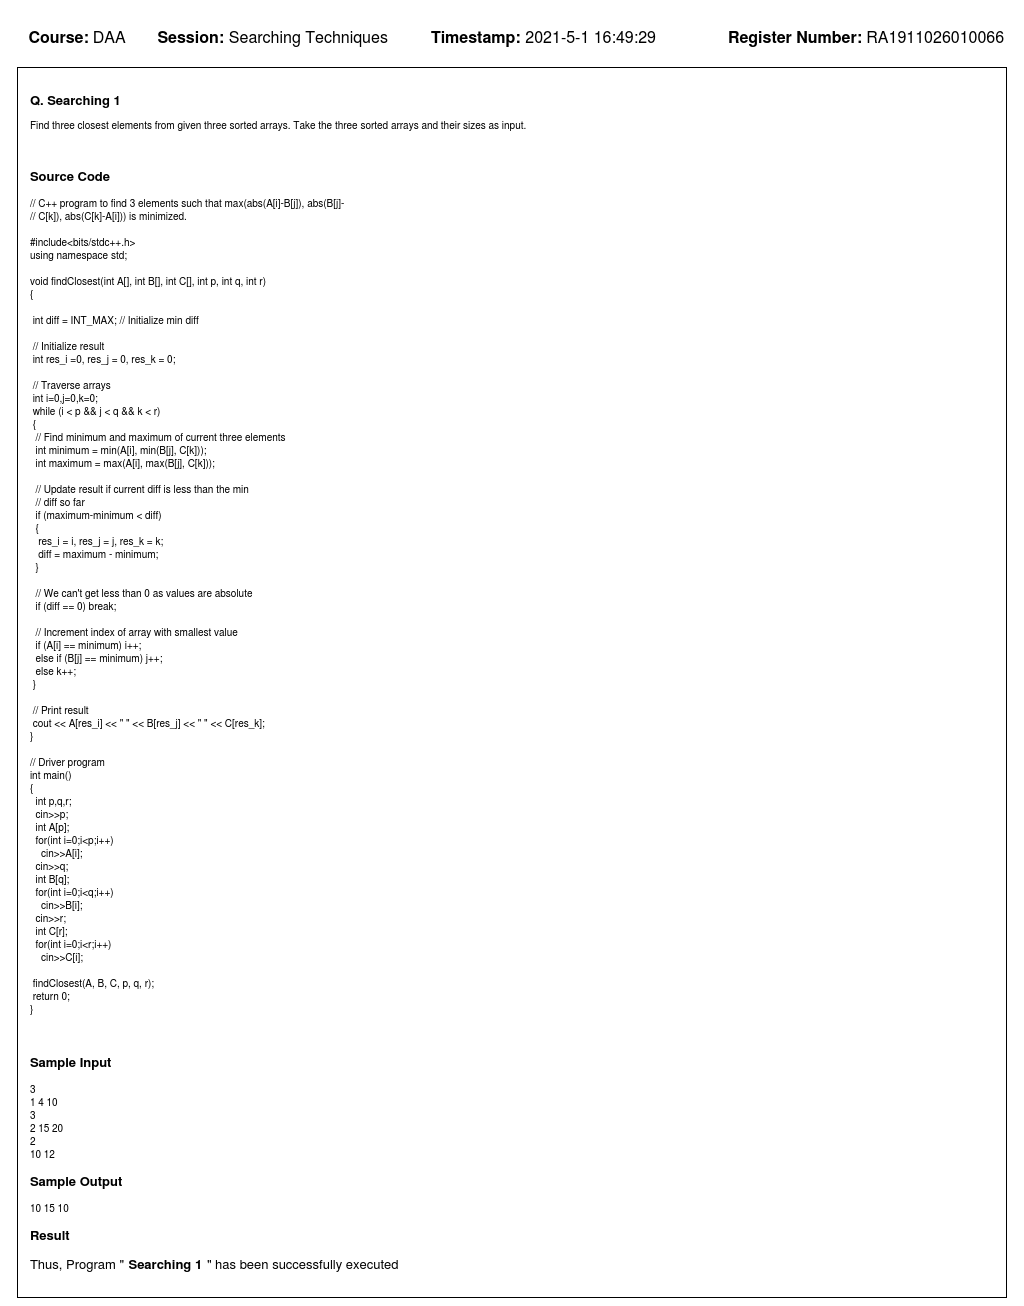 Course: DAA Session: Searching Techniques Timestamp: 2021-5-1 16:49:29 Register Number: RA1911026010066
Q. Searching 1
Find three closest elements from given three sorted arrays. Take the three sorted arrays and their sizes as input.
Source Code
// C++ program to find 3 elements such that max(abs(A[i]-B[j]), abs(B[j]-
// C[k]), abs(C[k]-A[i])) is minimized.
#include<bits/stdc++.h>
using namespace std;
void findClosest(int A[], int B[], int C[], int p, int q, int r)
{
int diff = INT_MAX; // Initialize min diff
// Initialize result
int res_i =0, res_j = 0, res_k = 0;
// Traverse arrays
int i=0,j=0,k=0;
while (i < p && j < q && k < r)
{
// Find minimum and maximum of current three elements
int minimum = min(A[i], min(B[j], C[k]));
int maximum = max(A[i], max(B[j], C[k]));
// Update result if current diff is less than the min
// diff so far
if (maximum-minimum < diff)
{
res_i = i, res_j = j, res_k = k;
diff = maximum - minimum;
}
// We can't get less than 0 as values are absolute
if (diff == 0) break;
// Increment index of array with smallest value
if (A[i] == minimum) i++;
else if (B[j] == minimum) j++;
else k++;
}
// Print result
cout << A[res_i] << " " << B[res_j] << " " << C[res_k];
}
// Driver program
int main()
{
int p,q,r;
cin>>p;
int A[p];
for(int i=0;i<p;i++)
cin>>A[i];
cin>>q;
int B[q];
for(int i=0;i<q;i++)
cin>>B[i];
cin>>r;
int C[r];
for(int i=0;i<r;i++)
cin>>C[i];
findClosest(A, B, C, p, q, r);
return 0;
}
Sample Input
3
1 4 10
3
2 15 20
2
10 12
Sample Output
10 15 10
Result
Thus, Program " Searching 1 " has been successfully executed